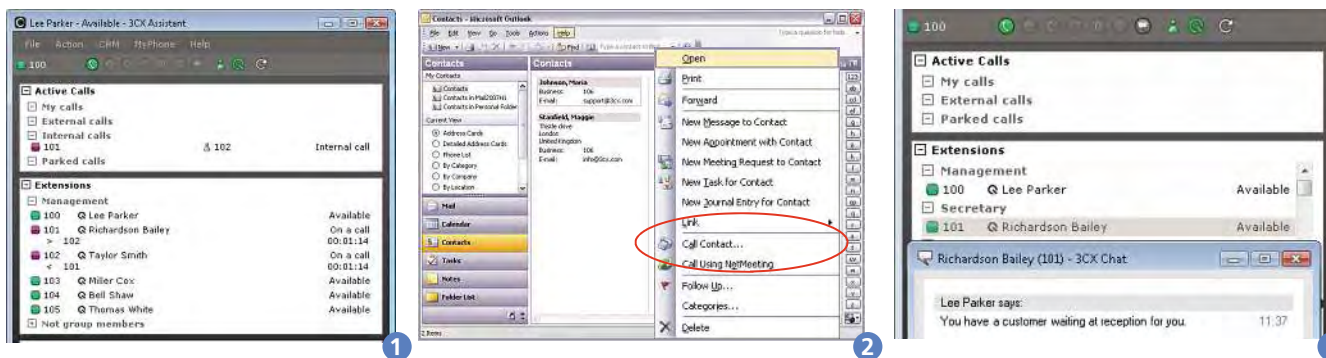 Lee Parker - Available - 3CX Assistant
File Action CRM MyPhone Help
100
Active Calls
My calls
External calls
Internal calls
101 102 Internal call
Parked calls
Extensions
Management
100 Q Lee Parker Available
101 Q Richardson Bailey On a call
> 102 00:01:14
102 Q Taylor Smith On a call
< 101 00:01:14
103 Q Miller Cox Available
104 Q Bell Shaw Available
105 Q Thomas White Available
Not group members
1
Contacts - Microsoft Outlook
File Edit View Go Tools Actions Help
New Find
Contacts
My Contacts
Contacts
Contacts in Personal Folder
Current View
Address Cards
Detailed Address Cards
Phone List
By Category
By Company
By Location
Mail
Calendar
Contacts
Tasks
Notes
Folder List
2 Items
Contacts
Johnson, Maria
Business: 106
E-mail: support@3cx.com
Stanfield, Maggie
London
United Kingdom
Business: 106
E-mail: info@3cx.com
Open
Print
Forward
New Message to Contact
New Appointment with Contact
New Meeting Request to Contact
New Task for Contact
New Journal Entry for Contact
Link
Call Contact...
Call Using NetMeeting
Follow Up...
Categories...
Delete
123
2
100
Active Calls
My calls
External calls
Parked calls
Extensions
Management
100 Q Lee Parker Available
Secretary
101 Q Richardson Bailey Available
Richardson Bailey (101) - 3CX Chat
Lee Parker says:
You have a customer waiting at reception for you. 11:37